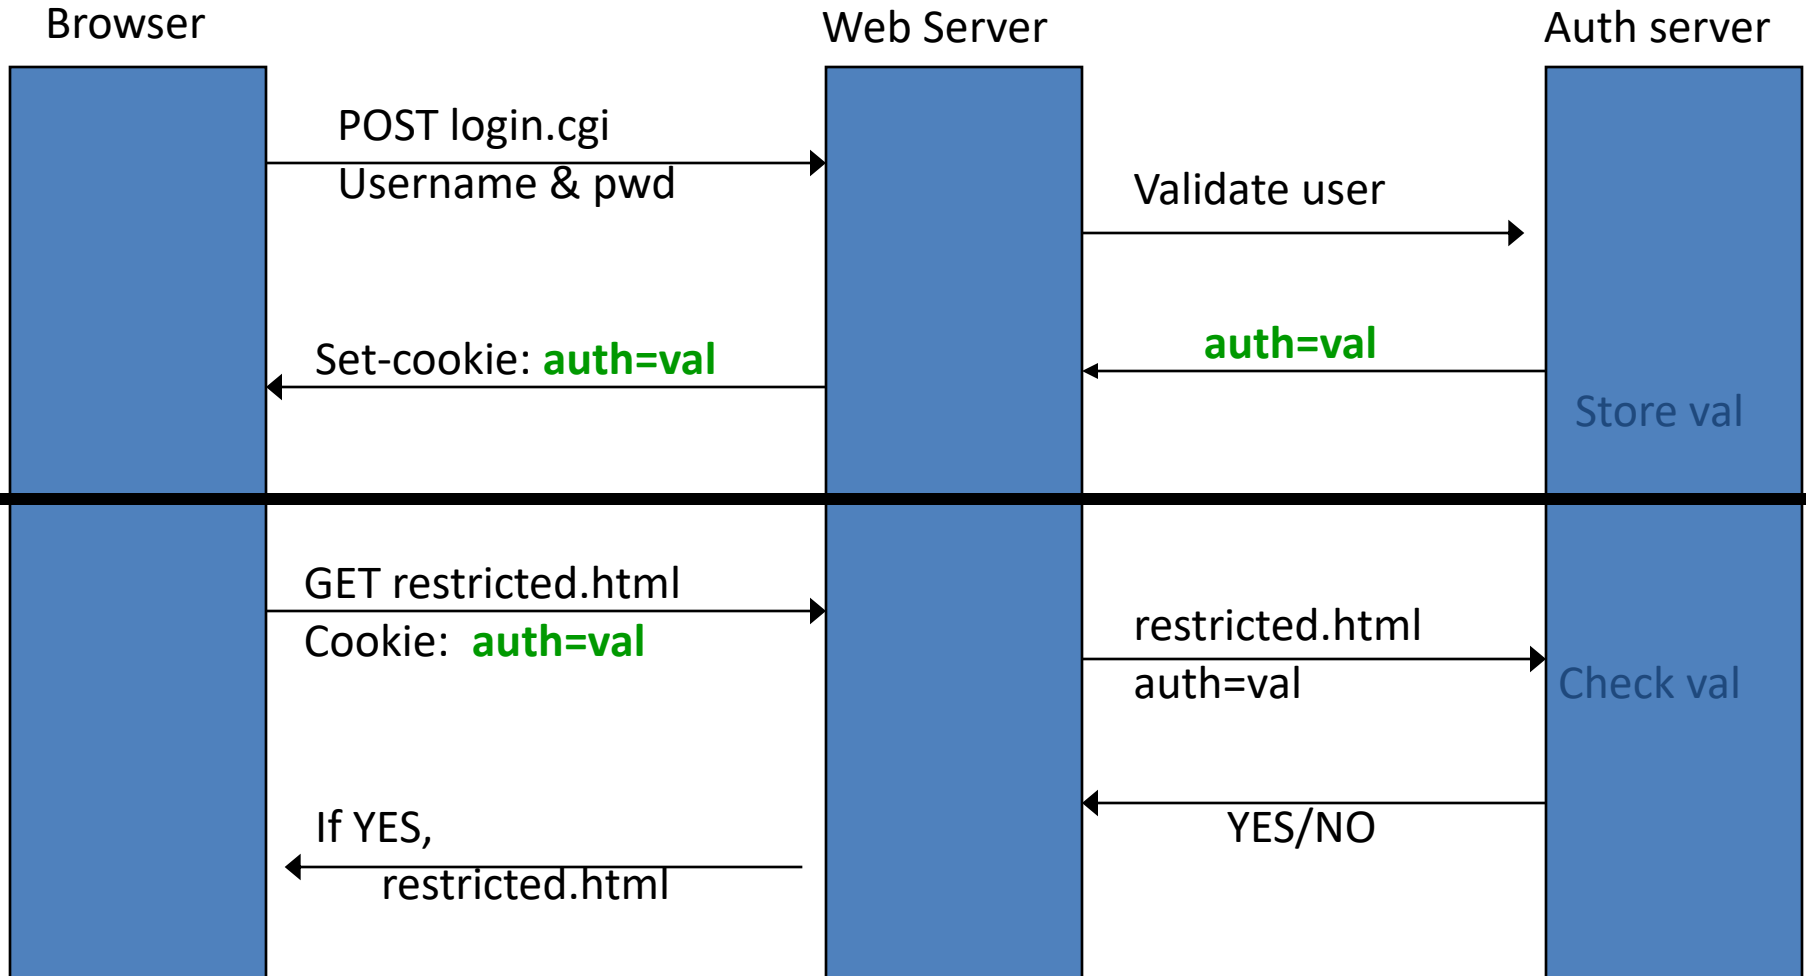 Browser
Web Server
Auth server
POST login.cgi
Username & pwd
Validate user
Set-cookie: auth=val
auth=val
Store val
GET restricted.html
Cookie: auth=val
restricted.html
auth=val
Check val
If YES,
restricted.html
YES/NO